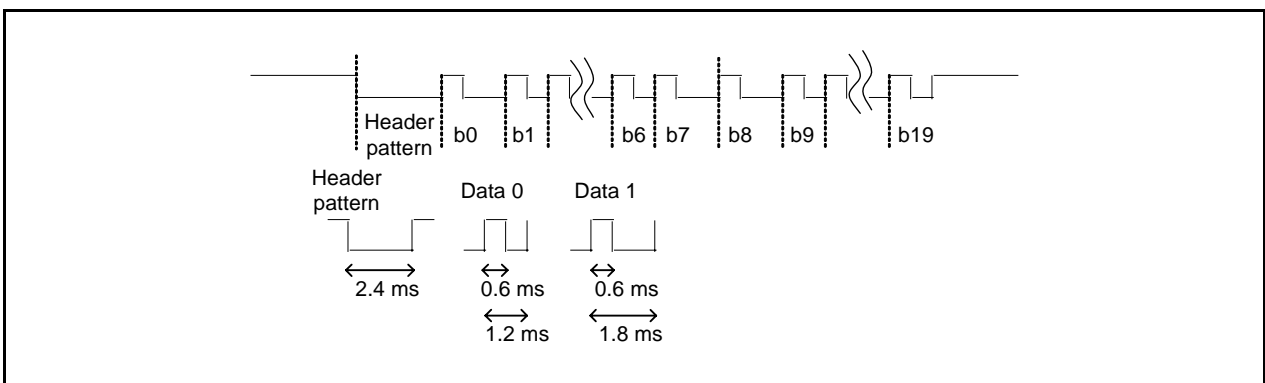 Header
pattern
b0
b1
b6
b7
b8
b9
b19
Header
pattern
Data 0
Data 1
2.4 ms
0.6 ms
0.6 ms
1.2 ms
1.8 ms